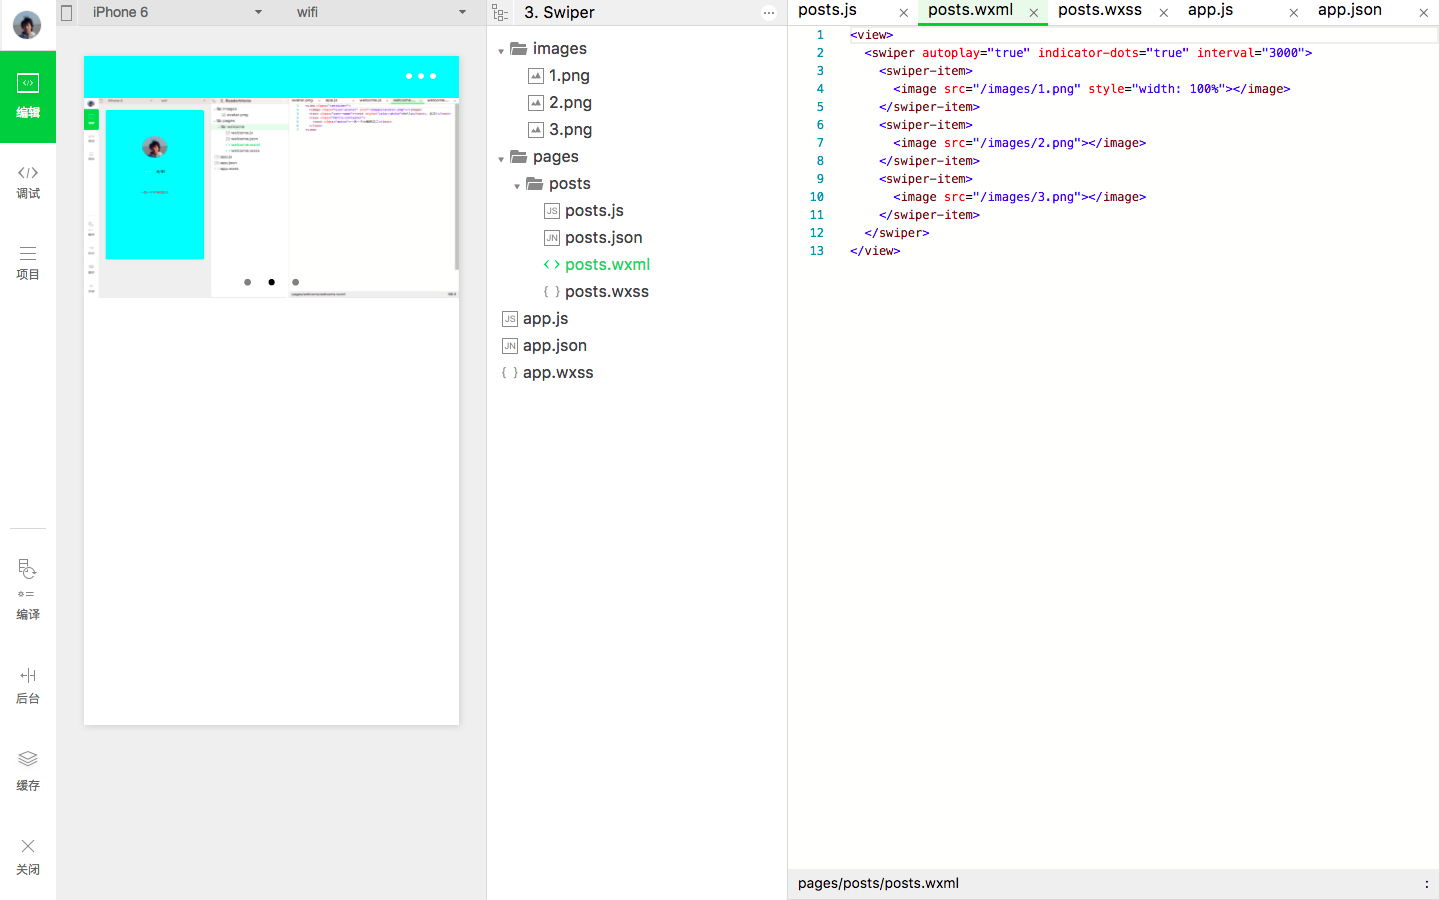 iPhone 6
wifi
编辑
调试
项目
编译
后台
缓存
关闭
3. Swiper
images
1.png
2.png
3.png
pages
posts
JS posts.js
JN posts.json
<> posts.wxml
{ } posts.wxss
JS app.js
JN app.json
{ } app.wxss
posts.js
posts.wxml
posts.wxss
app.js
app.json
1 <view>
2 <swiper autoplay="true" indicator-dots="true" interval="3000">
3 <swiper-item>
4 <image src="/images/1.png" style="width: 100%"></image>
5 </swiper-item>
6 <swiper-item>
7 <image src="/images/2.png"></image>
8 </swiper-item>
9 <swiper-item>
10 <image src="/images/3.png"></image>
11 </swiper-item>
12 </swiper>
13 </view>
pages/posts/posts.wxml
: